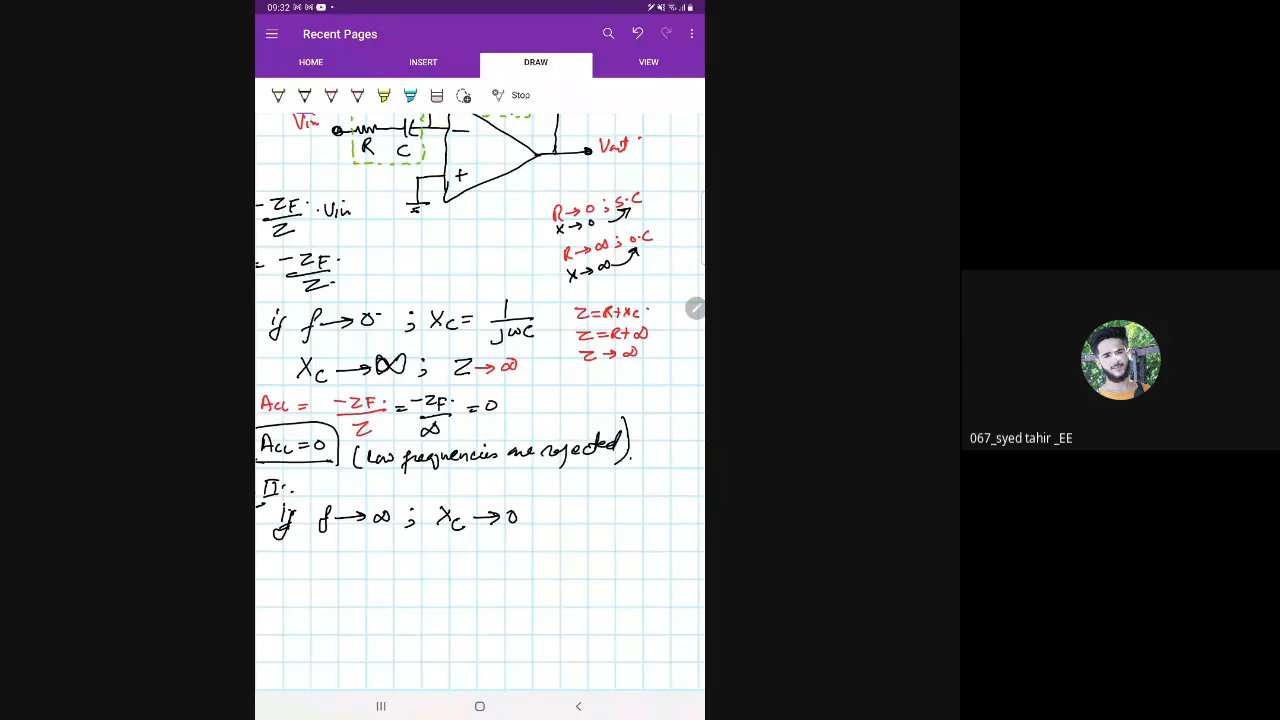 09:32
Recent Pages
HOME INSERT DRAW VIEW
Stop
Vin
R C
−
+
Vout
-ZF/Z · Vin
= -ZF/Z
R→0 ; S.C
X→0
R→∞ ; O.C
X→∞
if f→0 ; XC = 1/jωC
Z=R+XC
Z=R+∞
Z→∞
XC→∞ ; Z→∞
ACL = -ZF/Z = -ZF/∞ = 0
ACL = 0 (Low frequencies are rejected).
II.
if f→∞ ; XC→0
067_syed tahir _EE